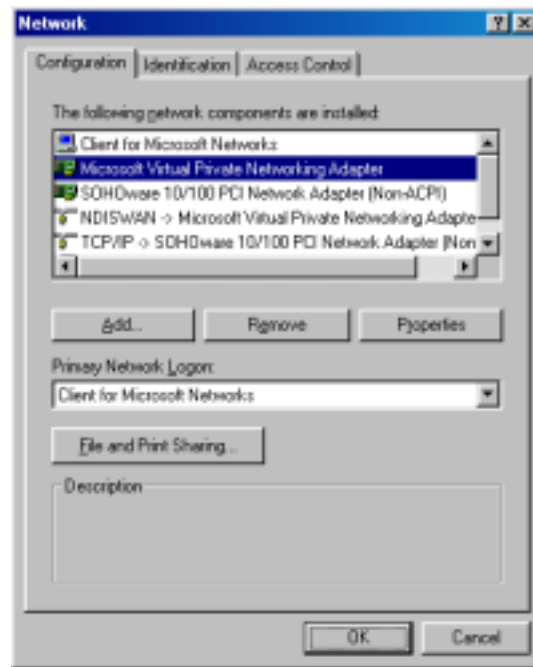 Network
Configuration Identification Access Control
The following network components are installed:
Client for Microsoft Networks
Microsoft Virtual Private Networking Adapter
SOHOware 10/100 PCI Network Adapter (Non-ACPI)
NDISWAN -> Microsoft Virtual Private Networking Adapte
TCP/IP -> SOHOware 10/100 PCI Network Adapter (Non
Add... Remove Properties
Primary Network Logon:
Client for Microsoft Networks
File and Print Sharing...
Description
OK Cancel